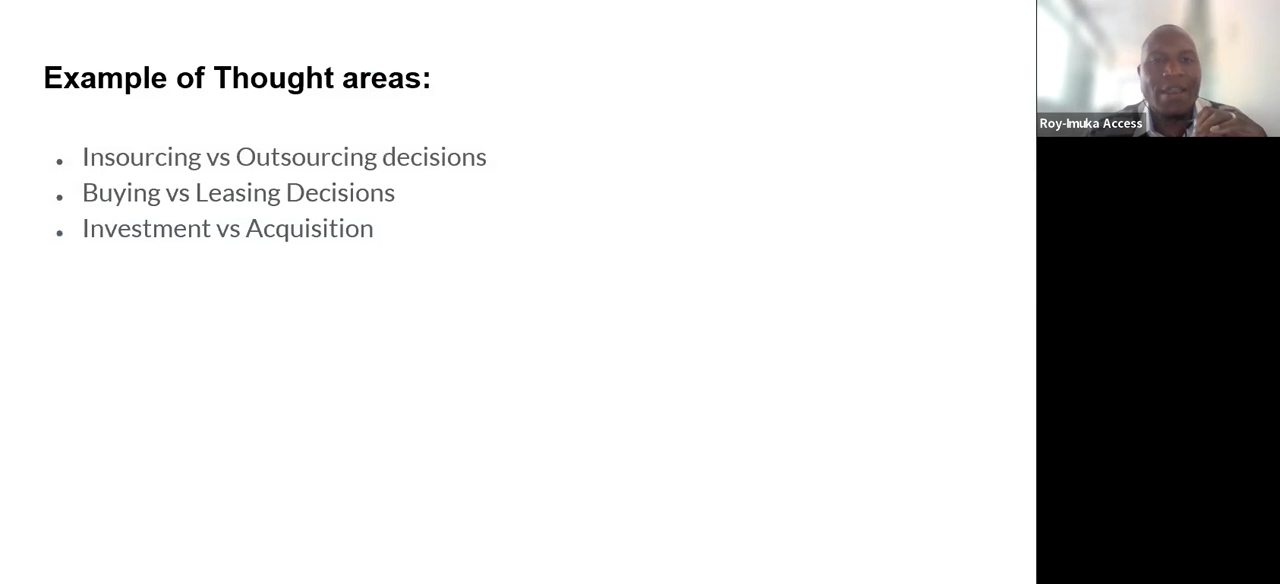 Example of Thought areas:
Insourcing vs Outsourcing decisions
Buying vs Leasing Decisions
Investment vs Acquisition
Roy-Imuka Access